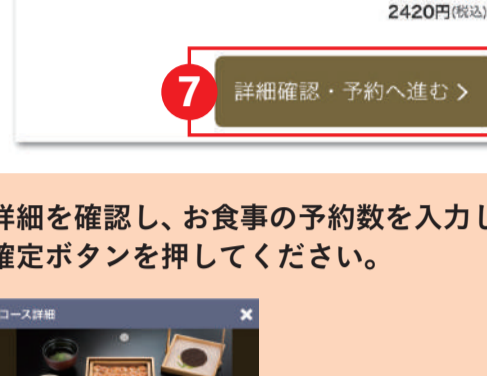 2420円(税込)
7
詳細確認・予約へ進む >
詳細を確認し、お食事の予約数を入力し
確定ボタンを押してください。
コース詳細 ×